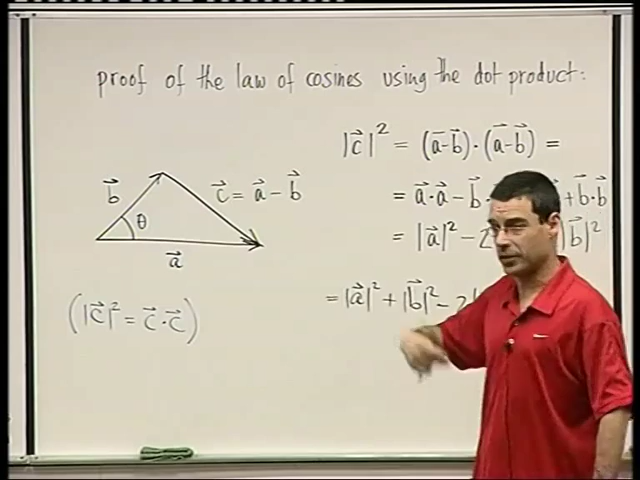 proof of the law of cosines using the dot product:
|c⃗|² = (a⃗-b⃗)·(a⃗-b⃗) =
= a⃗·a⃗ - b⃗· + b⃗·b⃗
= |a⃗|² - 2 |b⃗|²
= |a⃗|² + |b⃗|² - 2|
b⃗
θ
c⃗ = a⃗ - b⃗
a⃗
(|c⃗|² = c⃗·c⃗)